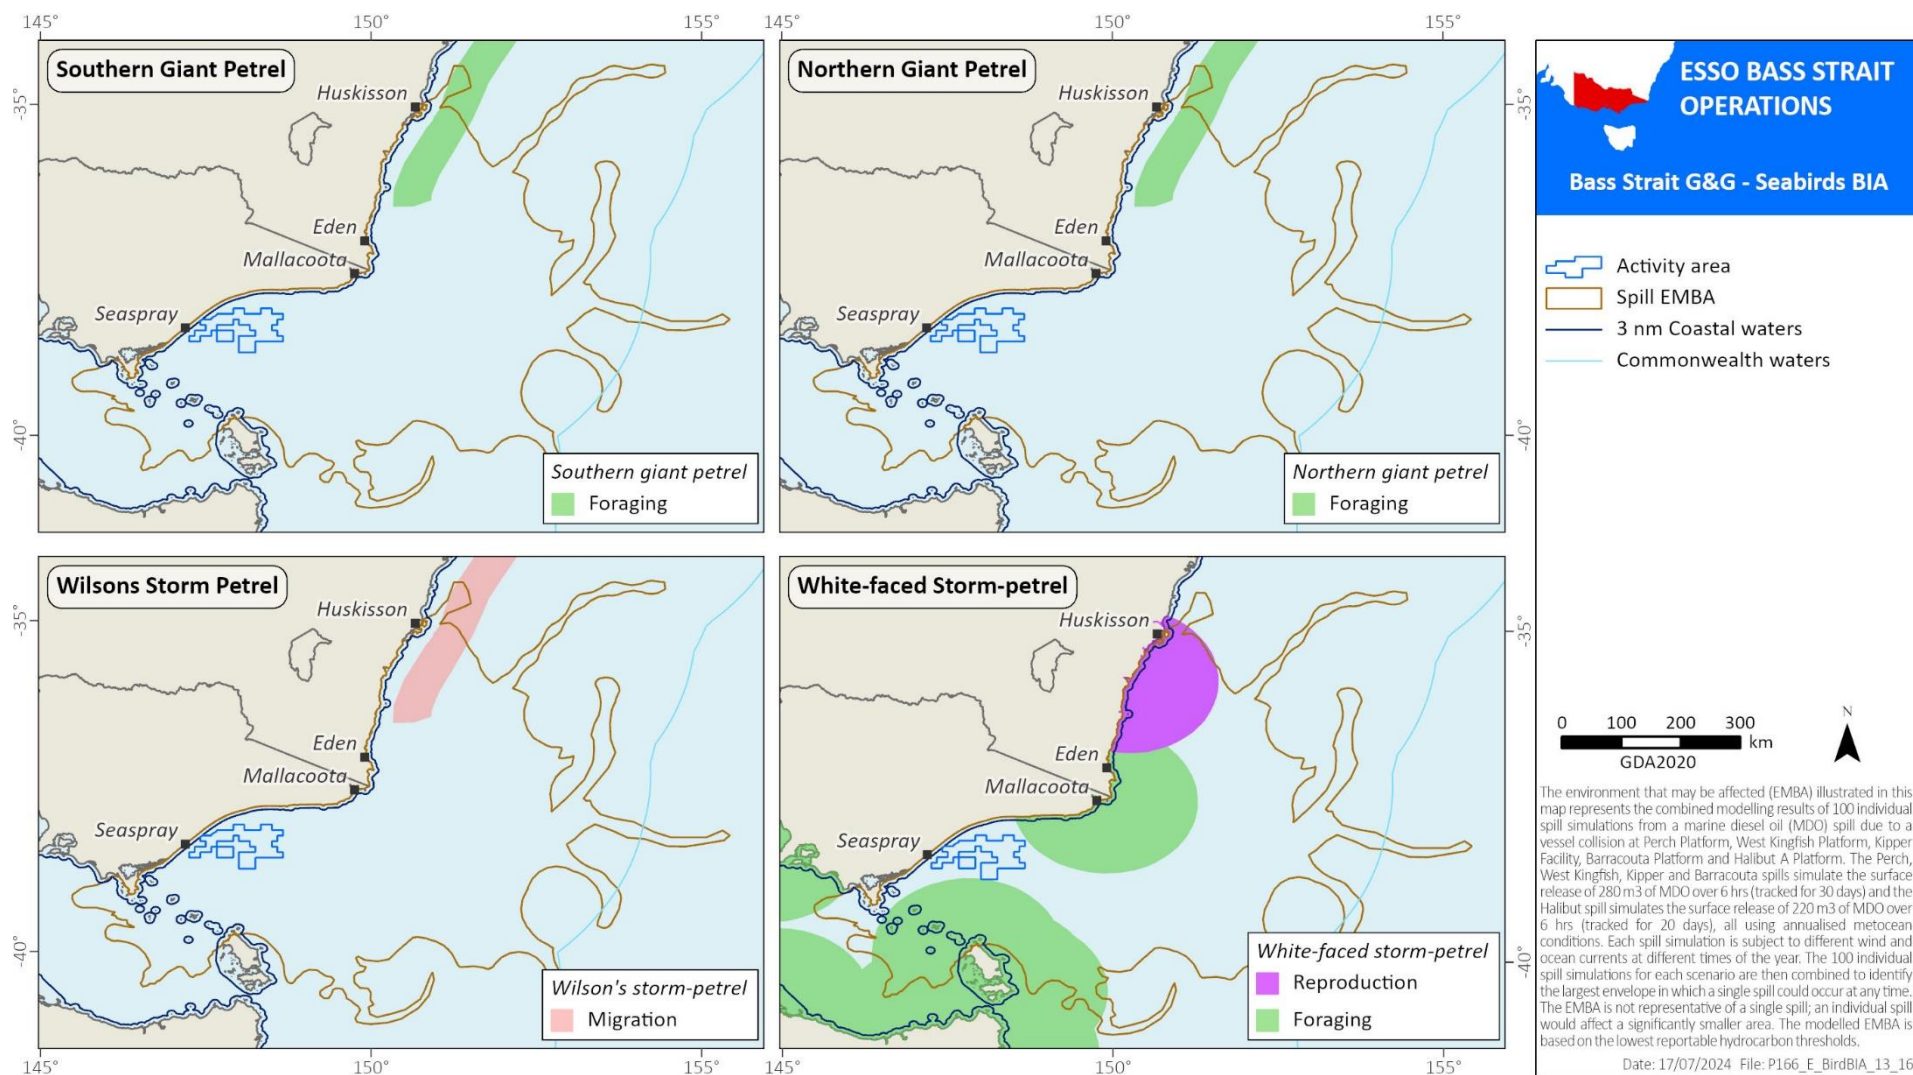 145°
150°
155°
145°
150°
155°
Southern Giant Petrel
Huskisson
Eden
Mallacoota
Seaspray
-35°
-40°
Southern giant petrel
Foraging
Northern Giant Petrel
Huskisson
Eden
Mallacoota
Seaspray
-35°
-40°
Northern giant petrel
Foraging
Wilsons Storm Petrel
Huskisson
Eden
Mallacoota
Seaspray
-35°
-40°
Wilson's storm-petrel
Migration
White-faced Storm-petrel
Huskisson
Eden
Mallacoota
Seaspray
-35°
-40°
White-faced storm-petrel
Reproduction
Foraging
145°
150°
155°
145°
150°
155°
ESSO BASS STRAIT
OPERATIONS
Bass Strait G&G - Seabirds BIA
Activity area
Spill EMBA
3 nm Coastal waters
Commonwealth waters
0 100 200 300
km
GDA2020
N
The environment that may be affected (EMBA) illustrated in this
map represents the combined modelling results of 100 individual
spill simulations from a marine diesel oil (MDO) spill due to a
vessel collision at Perch Platform, West Kingfish Platform, Kipper
Facility, Barracouta Platform and Halibut A Platform. The Perch,
West Kingfish, Kipper and Barracouta spills simulate the surface
release of 280 m3 of MDO over 6 hrs (tracked for 30 days) and the
Halibut spill simulates the surface release of 220 m3 of MDO over
6 hrs (tracked for 20 days), all using annualised metocean
conditions. Each spill simulation is subject to different wind and
ocean currents at different times of the year. The 100 individual
spill simulations for each scenario are then combined to identify
the largest envelope in which a single spill could occur at any time.
The EMBA is not representative of a single spill; an individual spill
would affect a significantly smaller area. The modelled EMBA is
based on the lowest reportable hydrocarbon thresholds.
Date: 17/07/2024 File: P166_E_BirdBIA_13_16